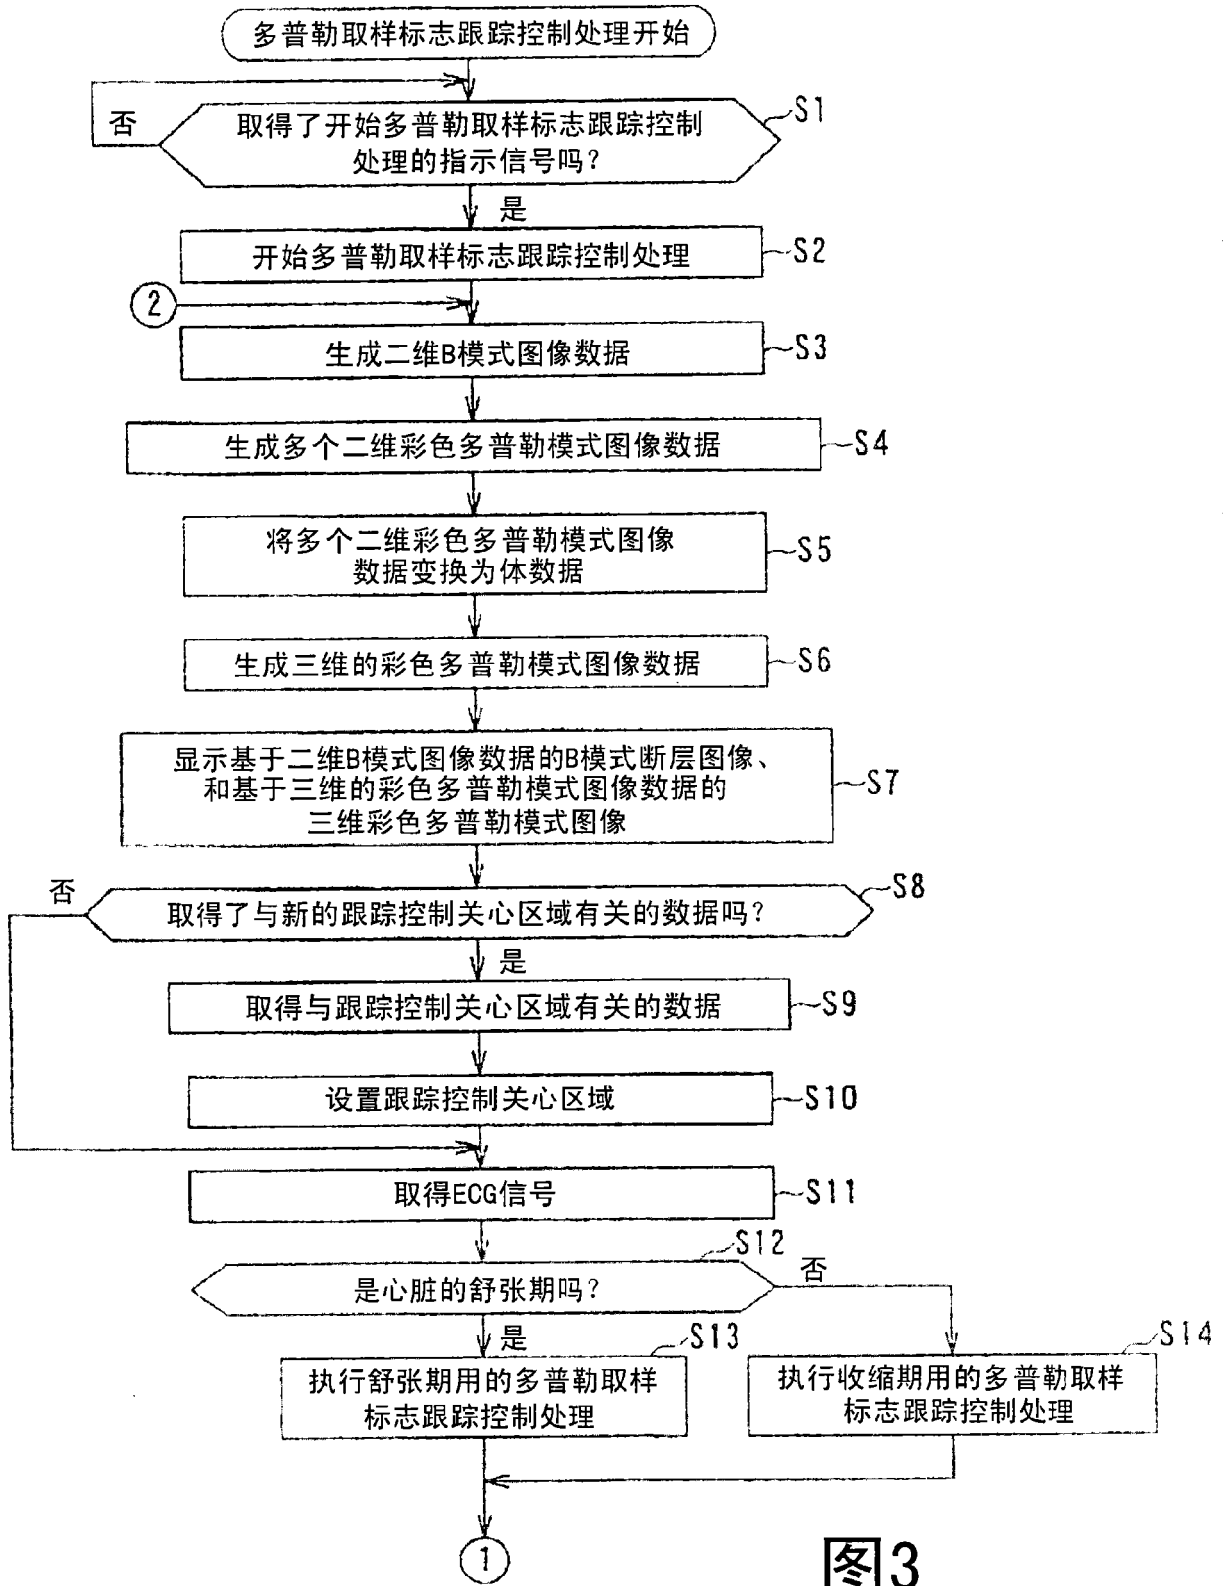 多普勒取样标志跟踪控制处理开始
否
取得了开始多普勒取样标志跟踪控制
处理的指示信号吗?
S1
是
开始多普勒取样标志跟踪控制处理
S2
2
生成二维B模式图像数据
S3
生成多个二维彩色多普勒模式图像数据
S4
将多个二维彩色多普勒模式图像
数据变换为体数据
S5
生成三维的彩色多普勒模式图像数据
S6
显示基于二维B模式图像数据的B模式断层图像、
和基于三维的彩色多普勒模式图像数据的
三维彩色多普勒模式图像
S7
否
取得了与新的跟踪控制关心区域有关的数据吗?
S8
是
取得与跟踪控制关心区域有关的数据
S9
设置跟踪控制关心区域
S10
取得ECG信号
S11
S12
是心脏的舒张期吗?
否
是
S13
执行舒张期用的多普勒取样
标志跟踪控制处理
S14
执行收缩期用的多普勒取样
标志跟踪控制处理
1
图3